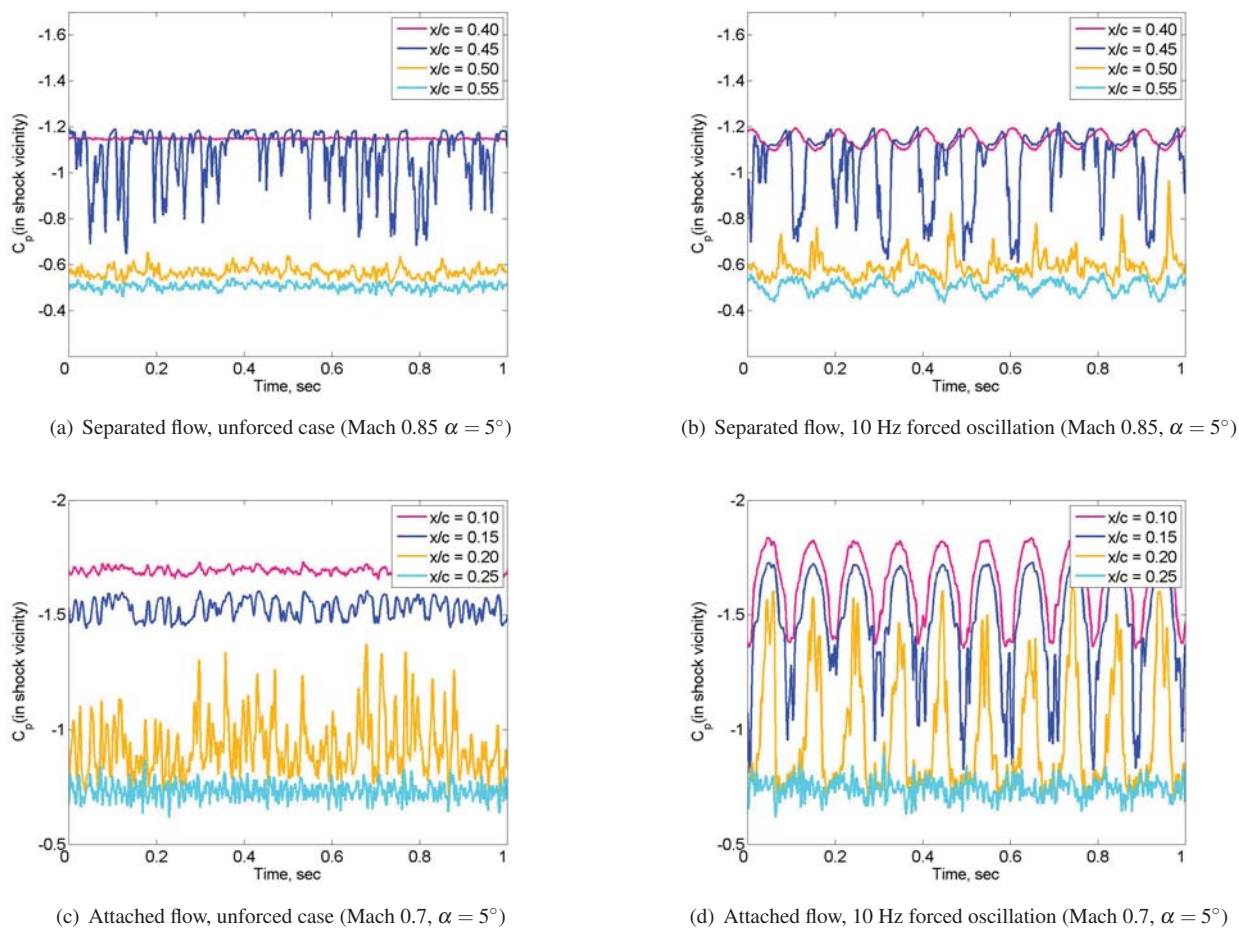 -1.6
-1.4
-1.2
-1
-0.8
-0.6
-0.4
C_p(in shock vicinity)
x/c = 0.40
x/c = 0.45
x/c = 0.50
x/c = 0.55
0 0.2 0.4 0.6 0.8 1
Time, sec
(a) Separated flow, unforced case (Mach 0.85 α = 5°)
-1.6
-1.4
-1.2
-1
-0.8
-0.6
-0.4
C_p(in shock vicinity)
x/c = 0.40
x/c = 0.45
x/c = 0.50
x/c = 0.55
0 0.2 0.4 0.6 0.8 1
Time, sec
(b) Separated flow, 10 Hz forced oscillation (Mach 0.85, α = 5°)
-2
-1.5
-1
-0.5
C_p(in shock vicinity)
x/c = 0.10
x/c = 0.15
x/c = 0.20
x/c = 0.25
0 0.2 0.4 0.6 0.8 1
Time, sec
(c) Attached flow, unforced case (Mach 0.7, α = 5°)
-2
-1.5
-1
-0.5
C_p(in shock vicinity)
x/c = 0.10
x/c = 0.15
x/c = 0.20
x/c = 0.25
0 0.2 0.4 0.6 0.8 1
Time, sec
(d) Attached flow, 10 Hz forced oscillation (Mach 0.7, α = 5°)